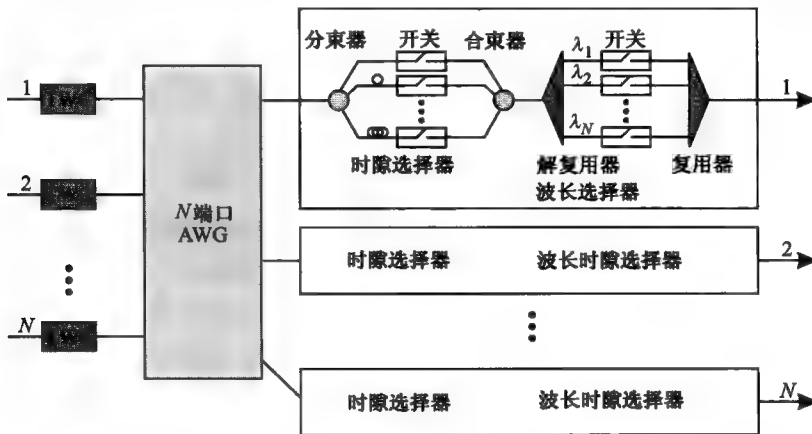 分束器 开关 合束器 λ1 开关
λ2
λN
时隙选择器 解复用器 复用器
波长选择器
1
2
N
N端口
AWG
1
时隙选择器 波长时隙选择器 2
时隙选择器 波长时隙选择器 N